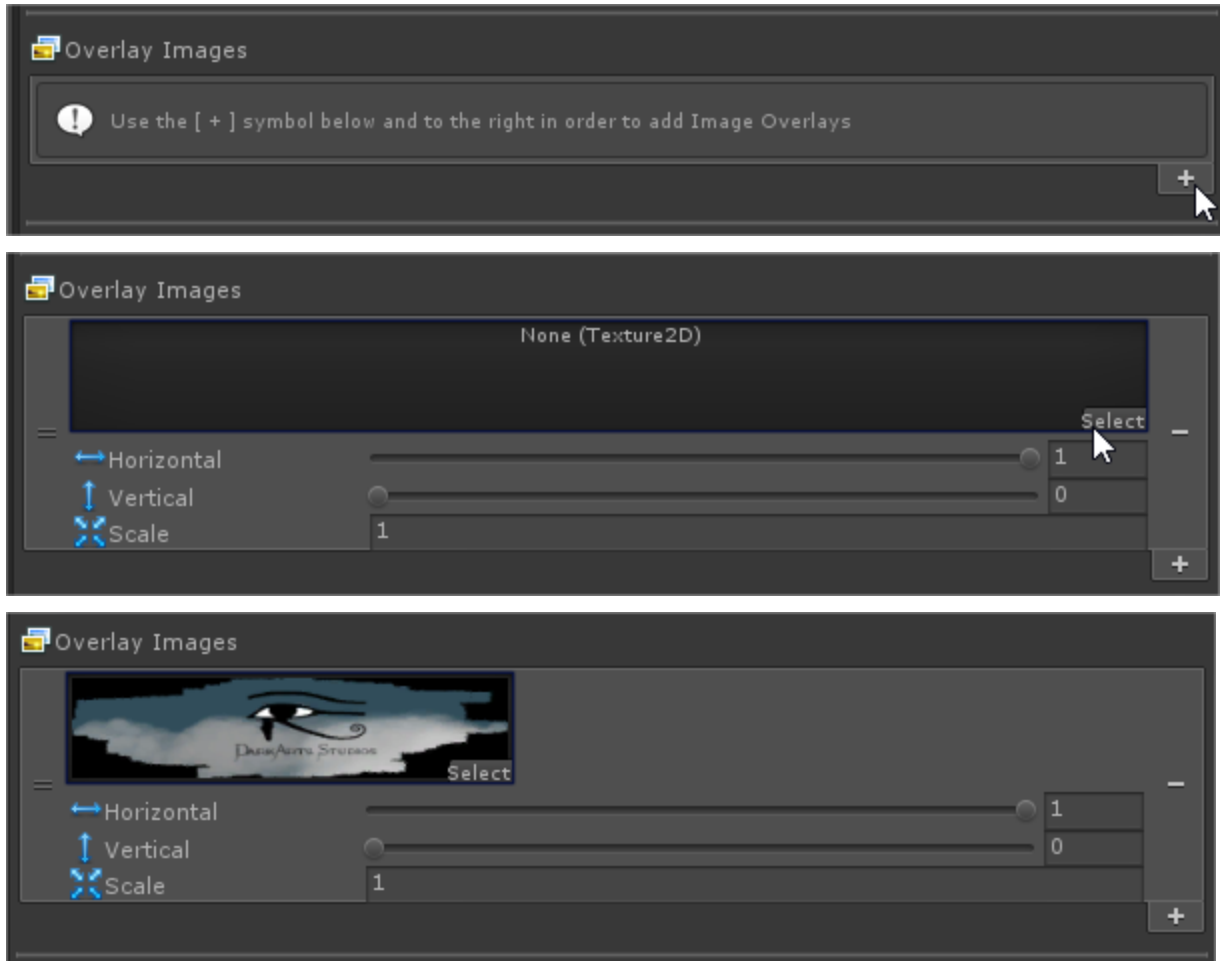 Overlay Images
Use the [ + ] symbol below and to the right in order to add Image Overlays
+
Overlay Images
None (Texture2D)
Select
Horizontal 1
Vertical 0
Scale 1
+
Overlay Images
DarkArts Studios
Select
Horizontal 1
Vertical 0
Scale 1
+